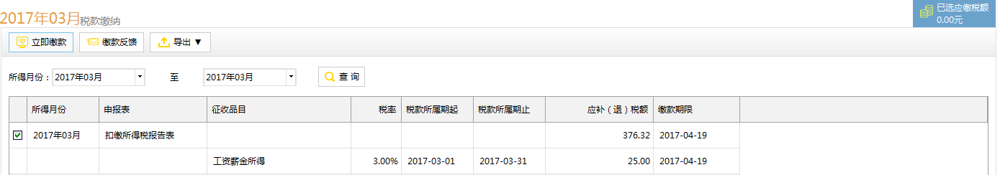 2017年03月税款缴纳
已选应缴税额
0.00元
立即缴款 缴款反馈 导出 ▼
所得月份：2017年03月 至 2017年03月 查 询
所得月份 申报表 征收品目 税率 税款所属期起 税款所属期止 应补（退）税额 缴款期限
2017年03月 扣缴所得税报告表 376.32 2017-04-19
工资薪金所得 3.00% 2017-03-01 2017-03-31 25.00 2017-04-19